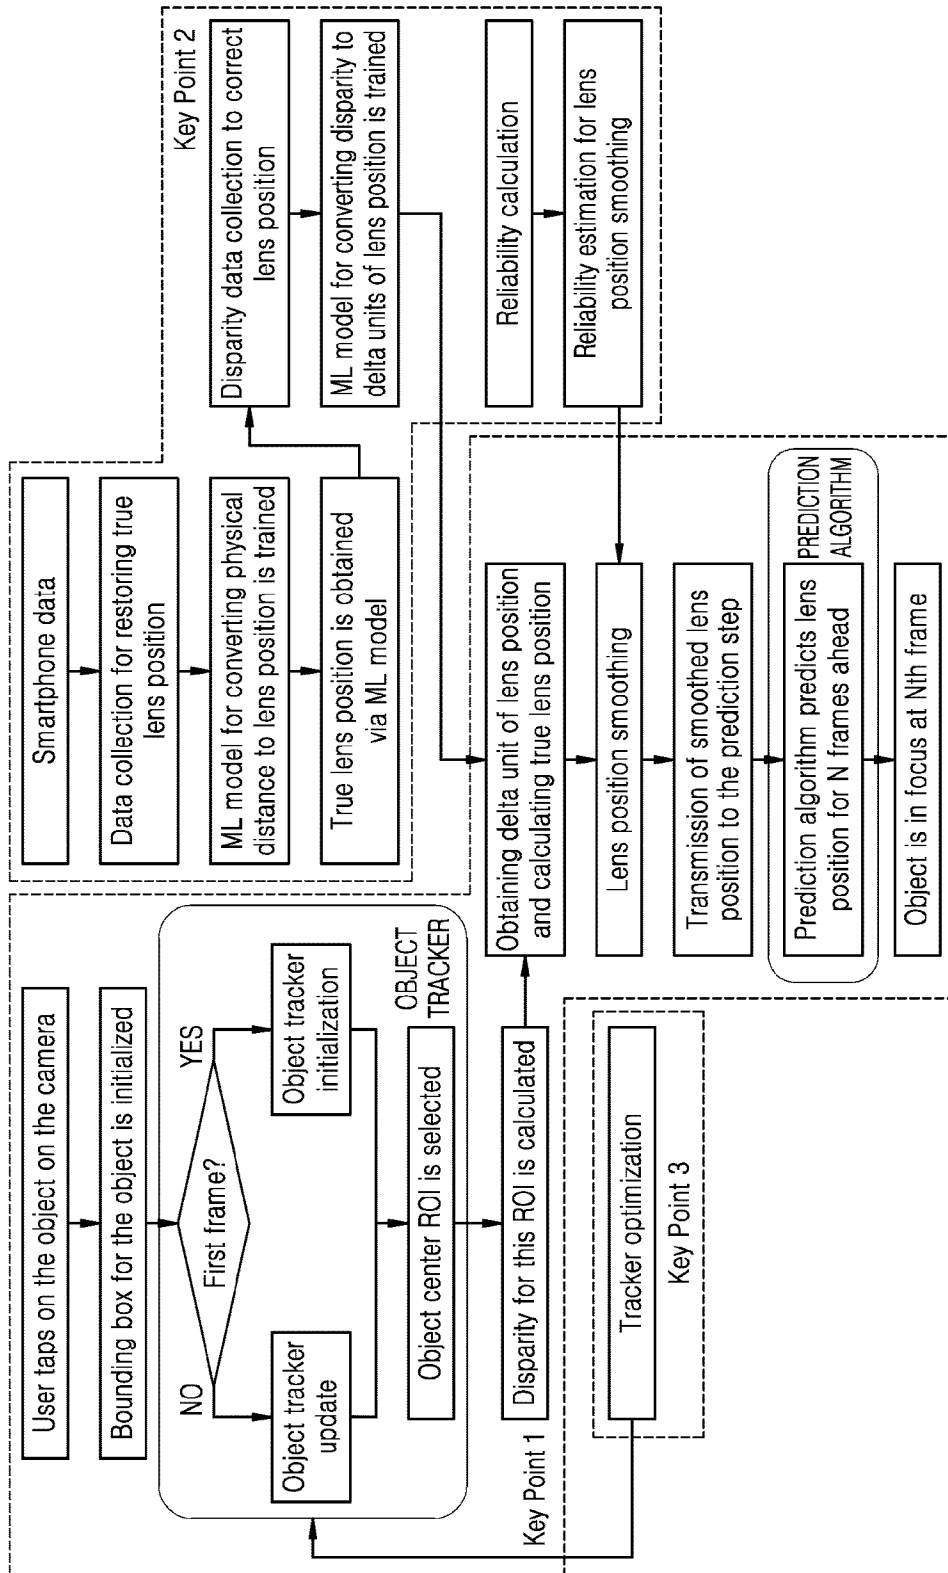 User taps on the object on the camera
Bounding box for the object is initialized
First frame?
NO
YES
Object tracker
update
Object tracker
initialization
OBJECT
TRACKER
Object center ROI is selected
Disparity for this ROI is calculated
Key Point 1
Tracker optimization
Key Point 3
Smartphone data
Data collection for restoring true
lens position
ML model for converting physical
distance to lens position is trained
True lens position is obtained
via ML model
Key Point 2
Disparity data collection to correct
lens position
ML model for converting disparity to
delta units of lens position is trained
Reliability calculation
Reliability estimation for lens
position smoothing
Obtaining delta unit of lens position
and calculating true lens position
Lens position smoothing
Transmission of smoothed lens
position to the prediction step
PREDICTION
ALGORITHM
Prediction algorithm predicts lens
position for N frames ahead
Object is in focus at Nth frame